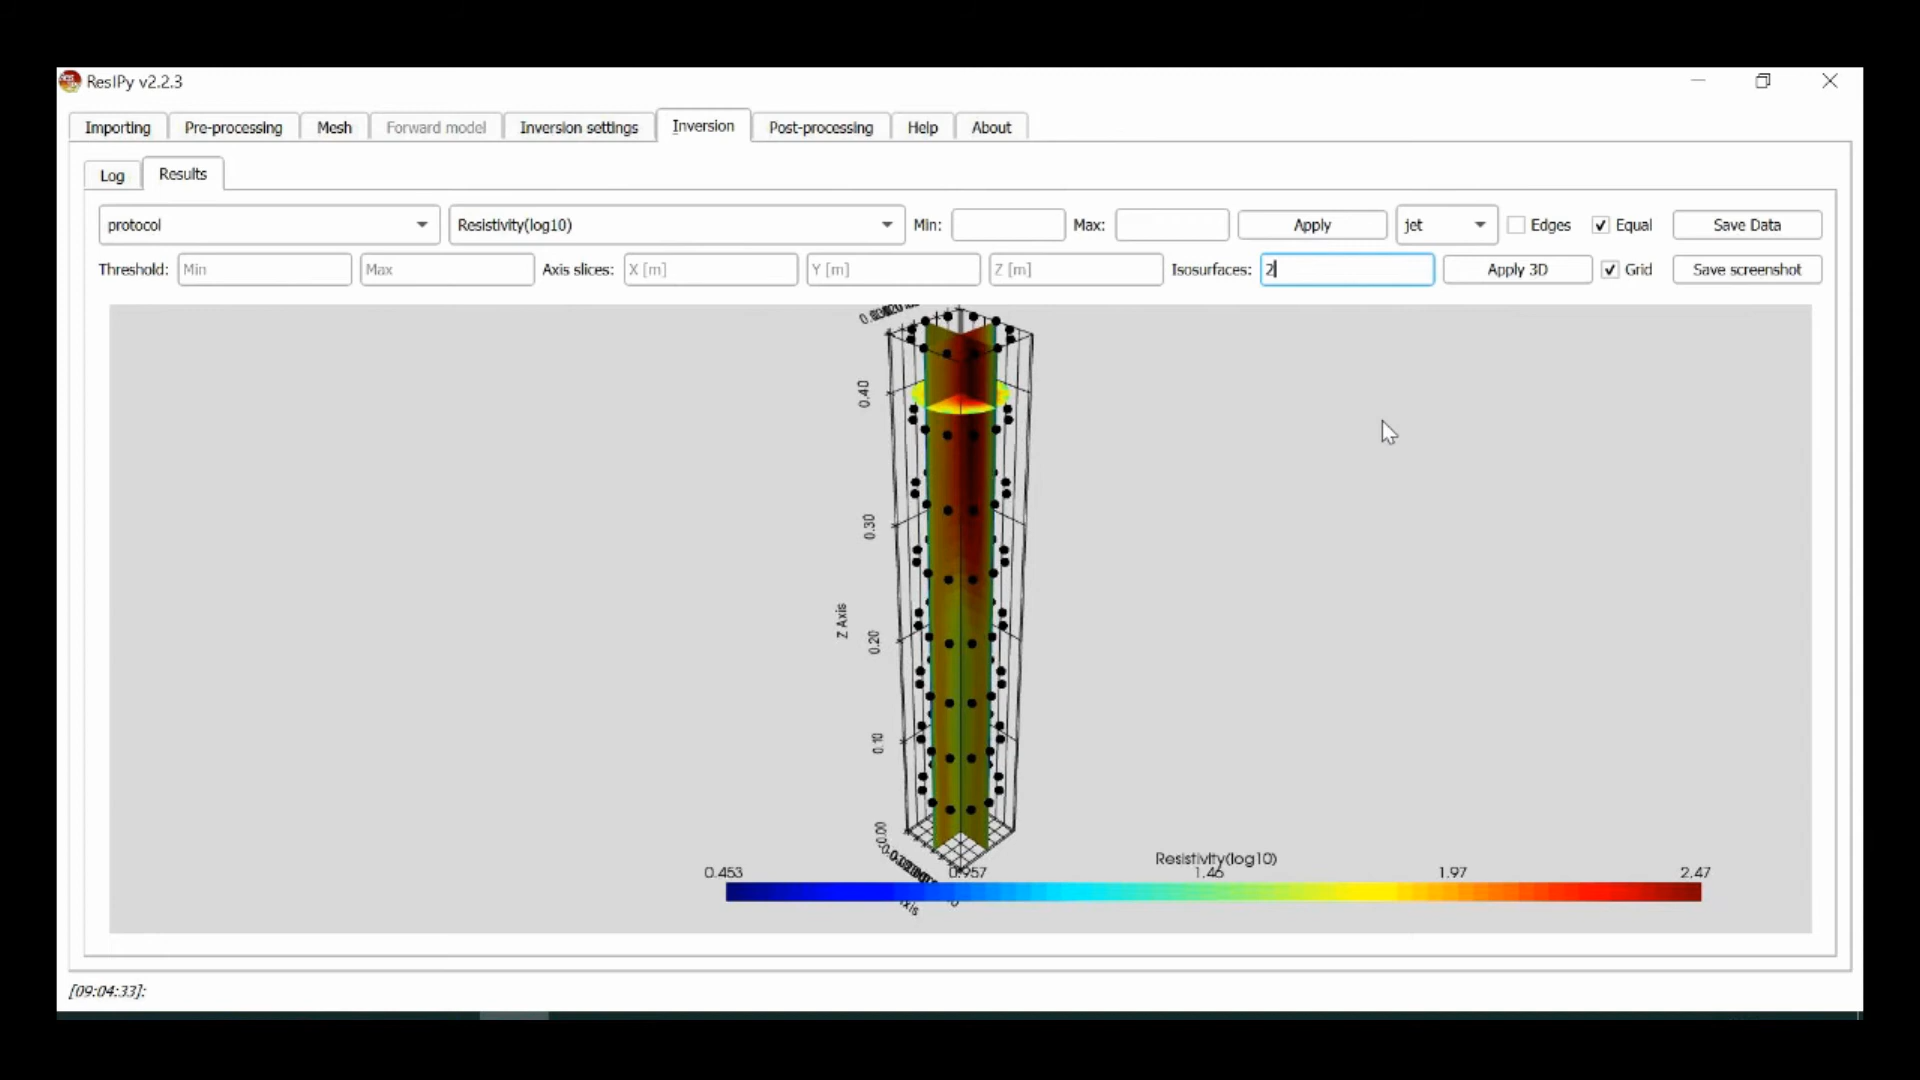 ResIPy v2.2.3
Importing Pre-processing Mesh Forward model Inversion settings Inversion Post-processing Help About
Log Results
protocol Resistivity(log10) Min: Max: Apply jet Edges Equal Save Data
Threshold: Min Max Axis slices: X [m] Y [m] Z [m] Isosurfaces: 2 Apply 3D Grid Save screenshot
0.40
0.30
Z Axis
0.20
0.10
0.00
Resistivity(log10)
0.453 0.957 1.46 1.97 2.47
[09:04:33]: